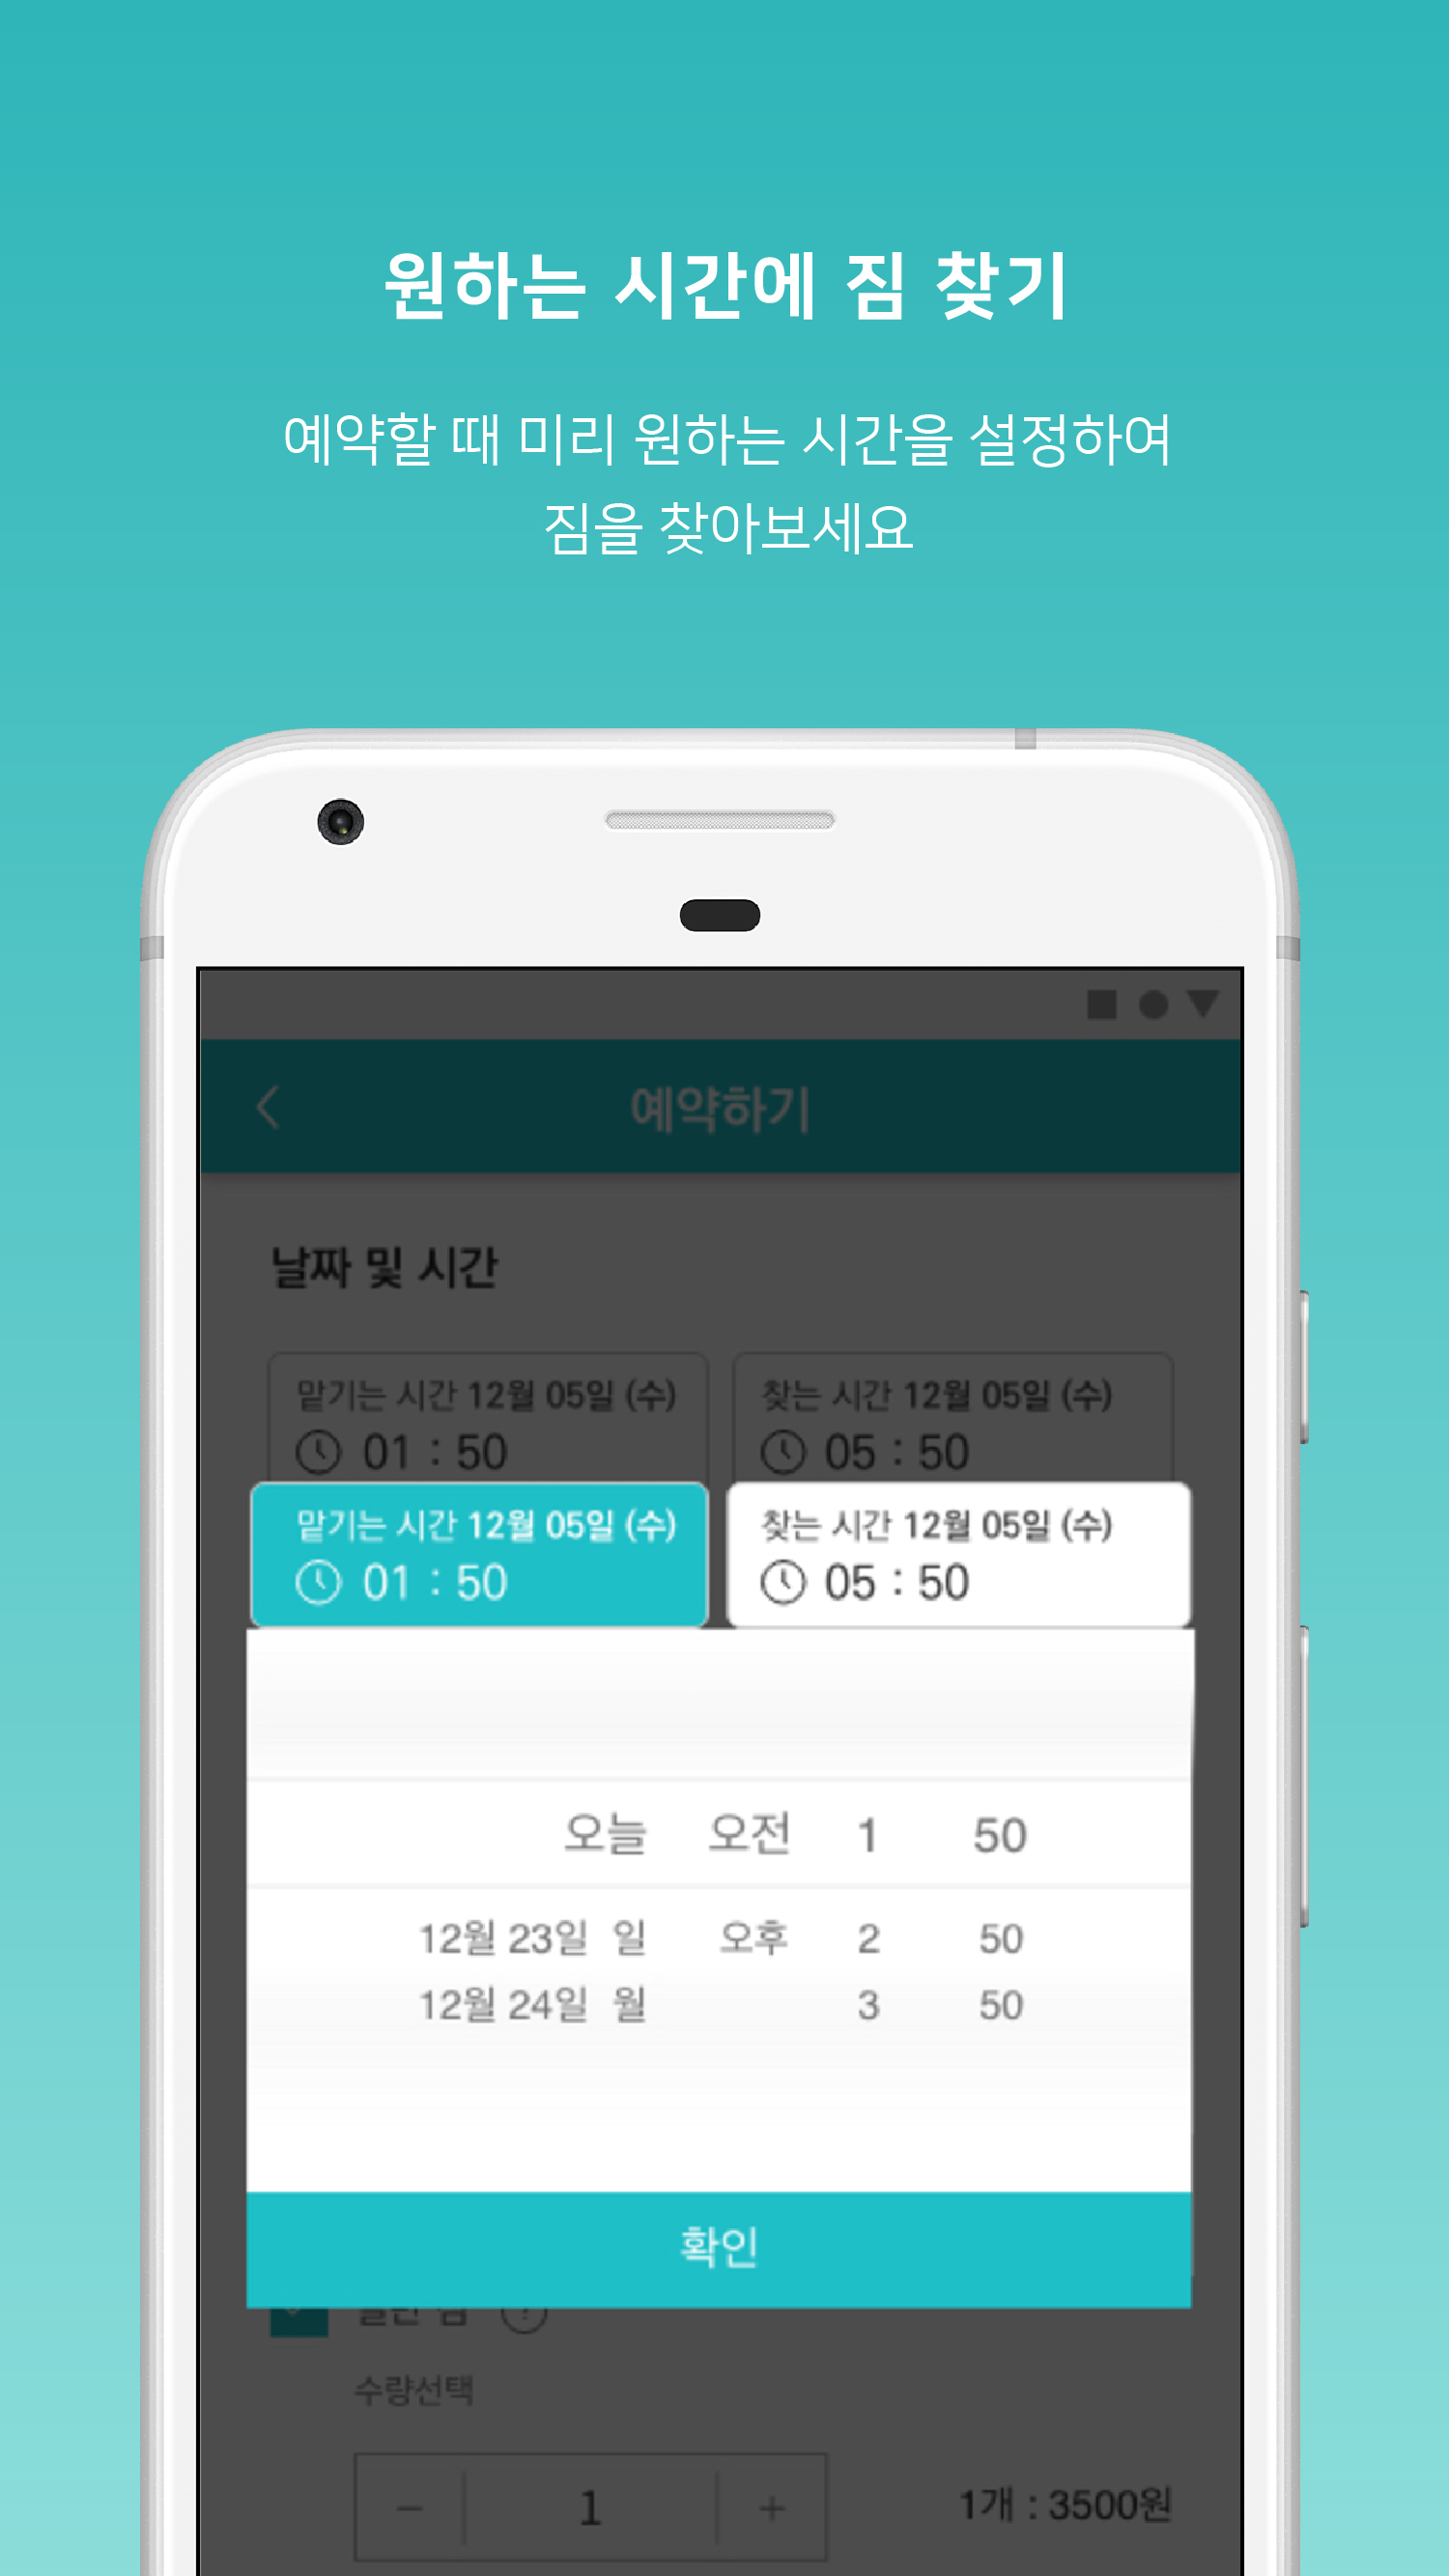 원하는 시간에 짐 찾기
예약할 때 미리 원하는 시간을 설정하여
짐을 찾아보세요
예약하기
날짜 및 시간
맡기는 시간 12월 05일 (수)
01 : 50
찾는 시간 12월 05일 (수)
05 : 50
맡기는 시간 12월 05일 (수)
01 : 50
찾는 시간 12월 05일 (수)
05 : 50
오늘 오전 1 50
12월 23일 일 오후 2 50
12월 24일 월 3 50
확인
수량선택
− 1 +
1개 : 3500원